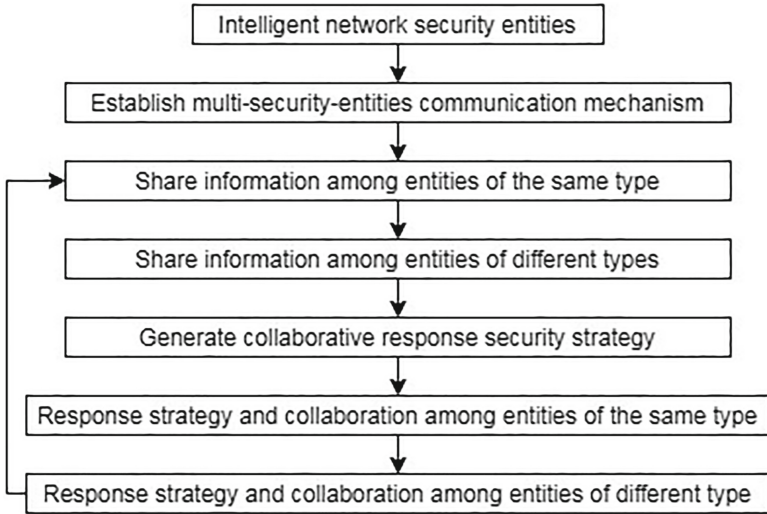 Intelligent network security entities
Establish multi-security-entities communication mechanism
Share information among entities of the same type
Share information among entities of different types
Generate collaborative response security strategy
Response strategy and collaboration among entities of the same type
Response strategy and collaboration among entities of different type